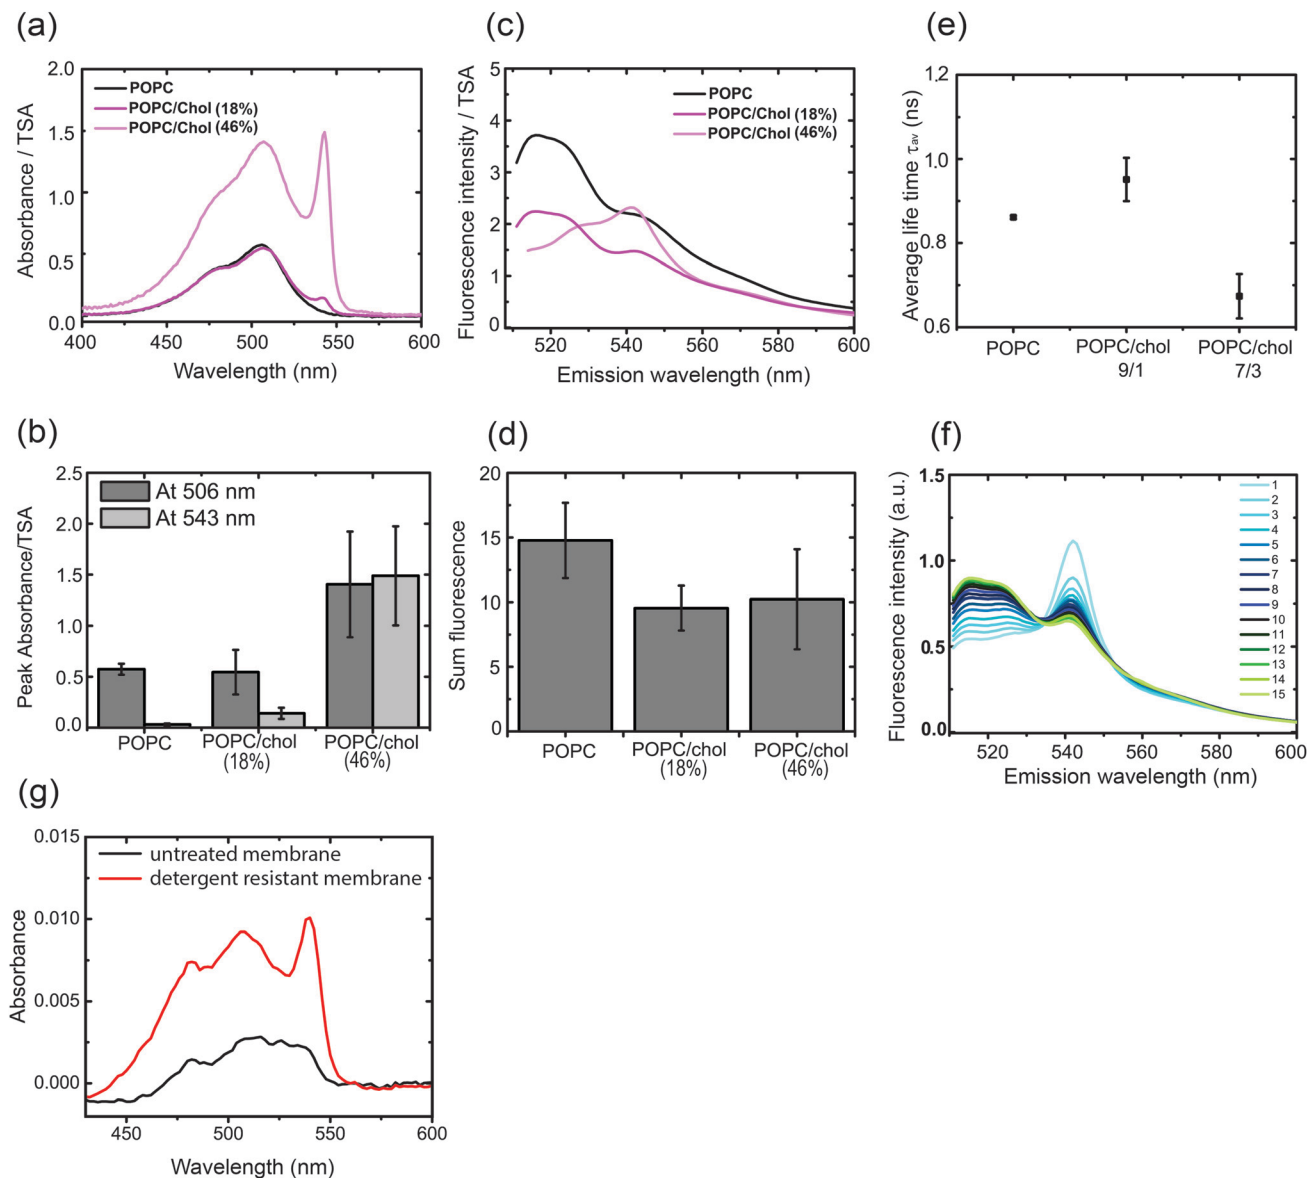 (a)
2.0
1.5
1.0
0.5
0.0
Absorbance / TSA
POPC
POPC/Chol (18%)
POPC/Chol (46%)
400
450
500
550
600
Wavelength (nm)
(c)
5
4
3
2
1
0
Fluorescence intensity / TSA
POPC
POPC/Chol (18%)
POPC/Chol (46%)
520
540
560
580
600
Emission wavelength (nm)
(e)
1.2
1.0
0.8
0.6
Average life time τav (ns)
POPC
POPC/chol
9/1
POPC/chol
7/3
(b)
2.5
2.0
1.5
1.0
0.5
0.0
Peak Absorbance/TSA
At 506 nm
At 543 nm
POPC
POPC/chol
(18%)
POPC/chol
(46%)
(d)
20
15
10
5
0
Sum fluorescence
POPC
POPC/chol
(18%)
POPC/chol
(46%)
(f)
1.5
1.0
0.5
0.0
Fluorescence intensity (a.u.)
1
2
3
4
5
6
7
8
9
10
11
12
13
14
15
520
540
560
580
600
Emission wavelength (nm)
(g)
0.015
0.010
0.005
0.000
Absorbance
untreated membrane
detergent resistant membrane
450
500
550
600
Wavelength (nm)